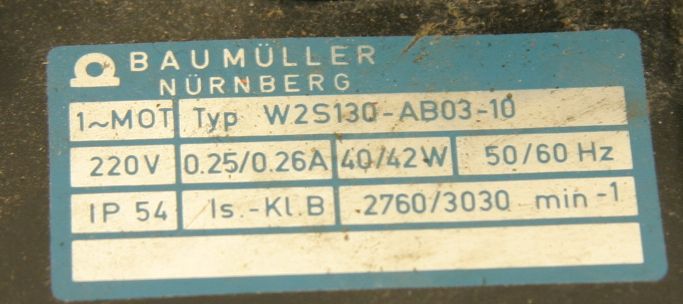 BAUMÜLLER
NÜRNBERG
1~MOT Typ W2S130-AB03-10
220V 0.25/0.26A 40/42W 50/60 Hz
IP 54 Is.-Kl.B 2760/3030 min-1